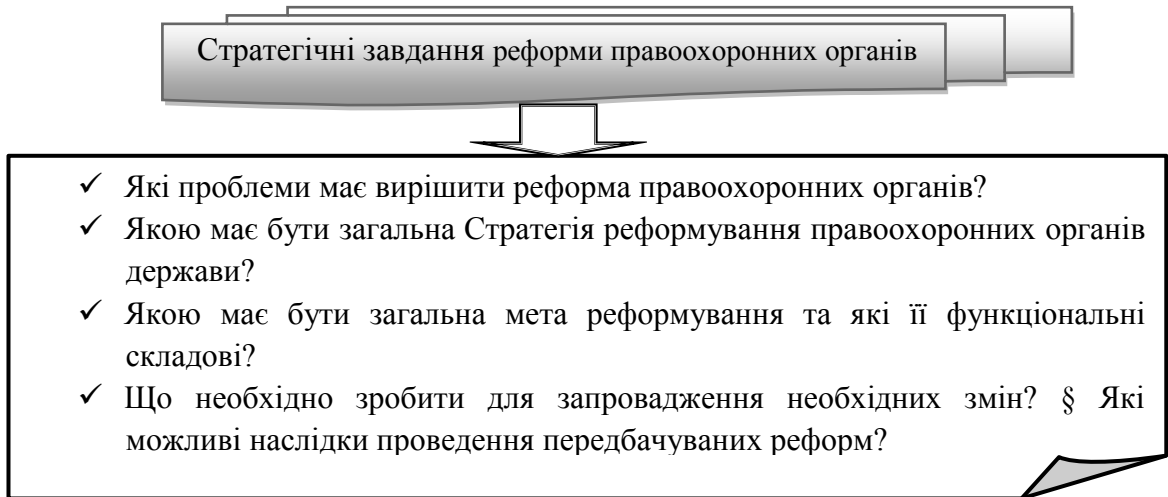 Стратегічні завдання реформи правоохоронних органів
✓ Які проблеми має вирішити реформа правоохоронних органів?
✓ Якою має бути загальна Стратегія реформування правоохоронних органів
держави?
✓ Якою має бути загальна мета реформування та які її функціональні
складові?
✓ Що необхідно зробити для запровадження необхідних змін? § Які
можливі наслідки проведення передбачуваних реформ?